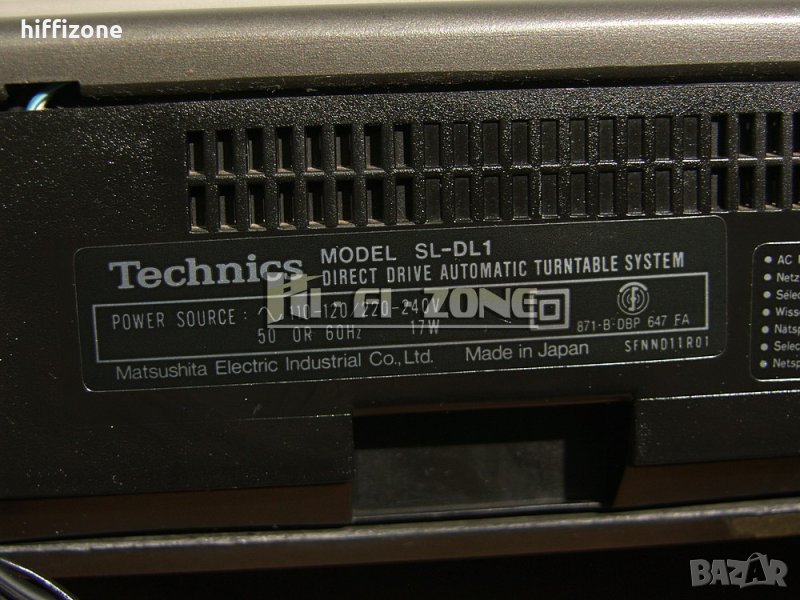 hiffizone
Technics
MODEL SL-DL1
DIRECT DRIVE AUTOMATIC TURNTABLE SYSTEM
POWER SOURCE: 110-120/220-240V
50 OR 60Hz 17W
871-B-DBP 647 FA
Matsushita Electric Industrial Co., Ltd. Made in Japan
SFNND11R01
HI-FI-ZONE
• AC
• Netz
• Selec
• Wisse
• Natsp
• Selec
• Netsp
BAZAR